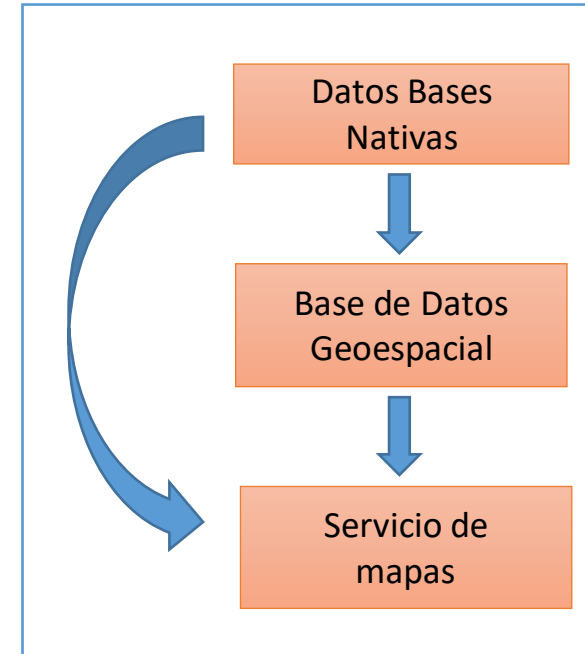 Datos Bases
Nativas
Base de Datos
Geoespacial
Servicio de
mapas